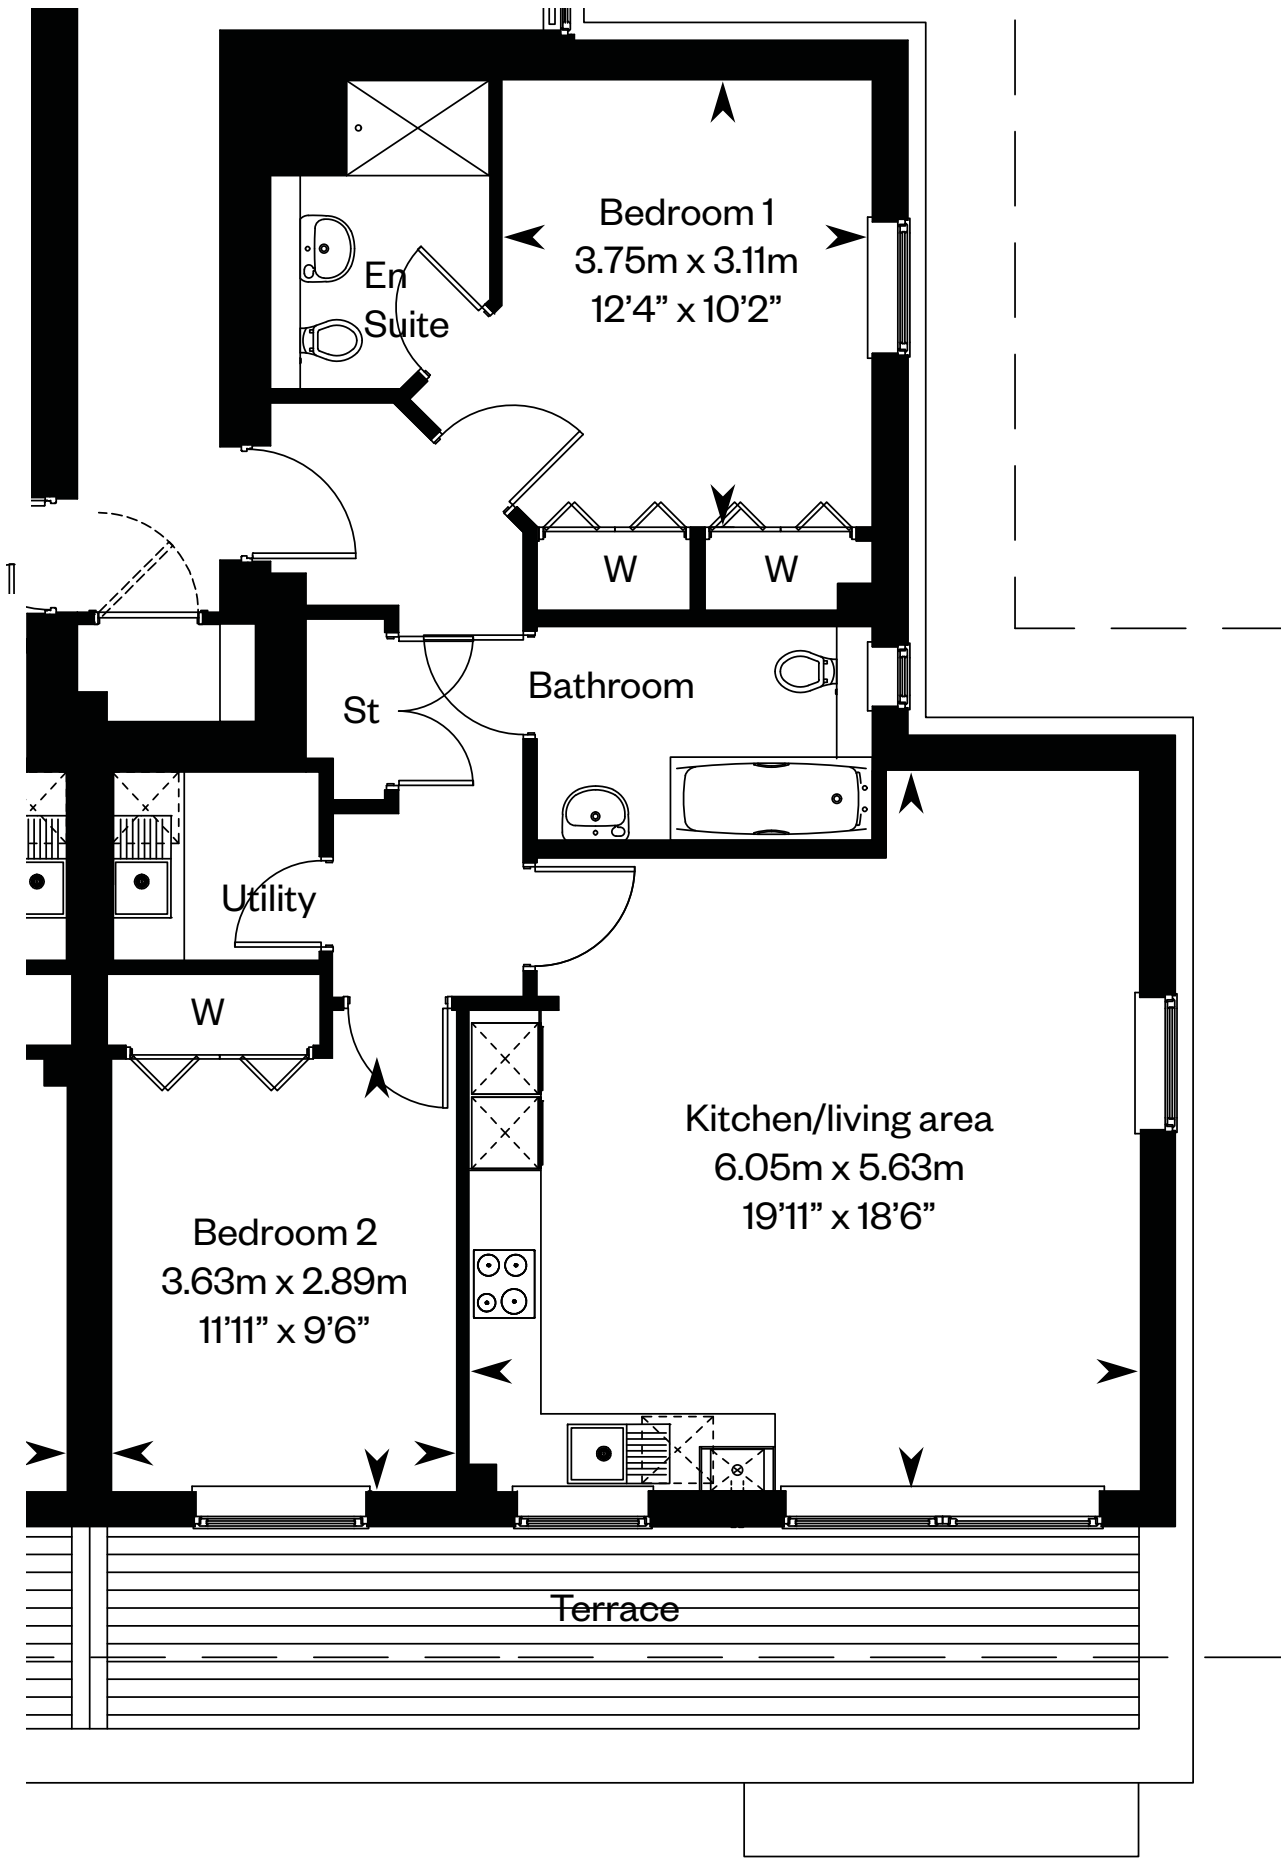 Bedroom 1
3.75m x 3.11m
12’4” x 10’2”
En
Suite
W
W
Bathroom
St
Utility
W
Kitchen/living area
6.05m x 5.63m
19’11” x 18’6”
Bedroom 2
3.63m x 2.89m
11’11” x 9’6”
Terrace